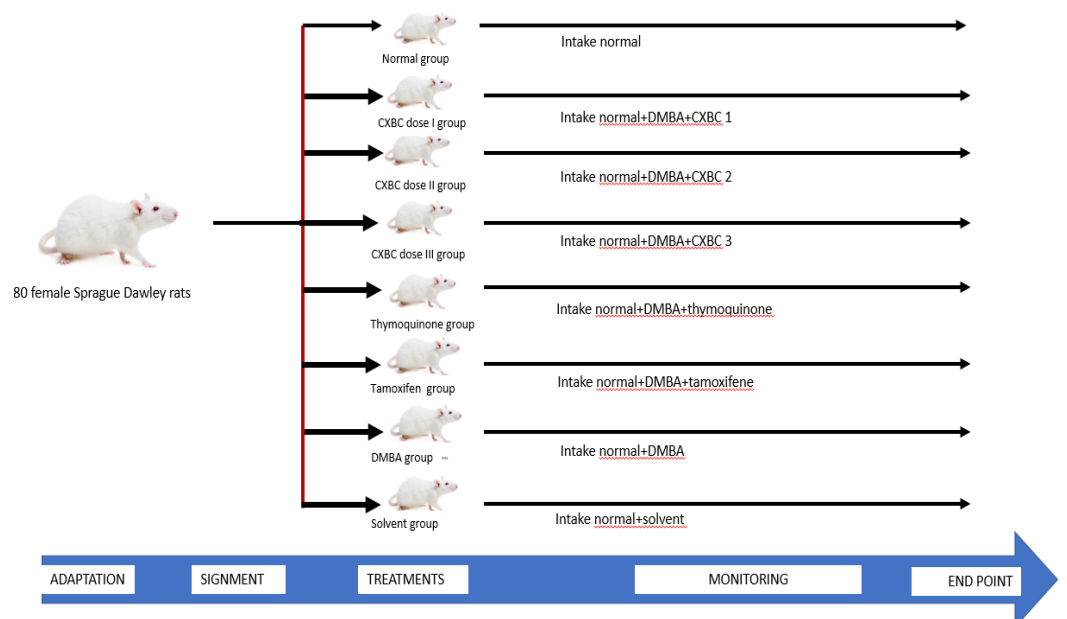 Intake normal
Normal group
CXBC dose I group
Intake normal+DMBA+CXBC 1
CXBC dose II group
Intake normal+DMBA+CXBC 2
CXBC dose III group
Intake normal+DMBA+CXBC 3
80 female Sprague Dawley rats
Thymoquinone group
Intake normal+DMBA+thymoquinone
Tamoxifen group
Intake normal+DMBA+tamoxifene
DMBA group
Intake normal+DMBA
Solvent group
Intake normal+solvent
ADAPTATION
SIGNMENT
TREATMENTS
MONITORING
END POINT